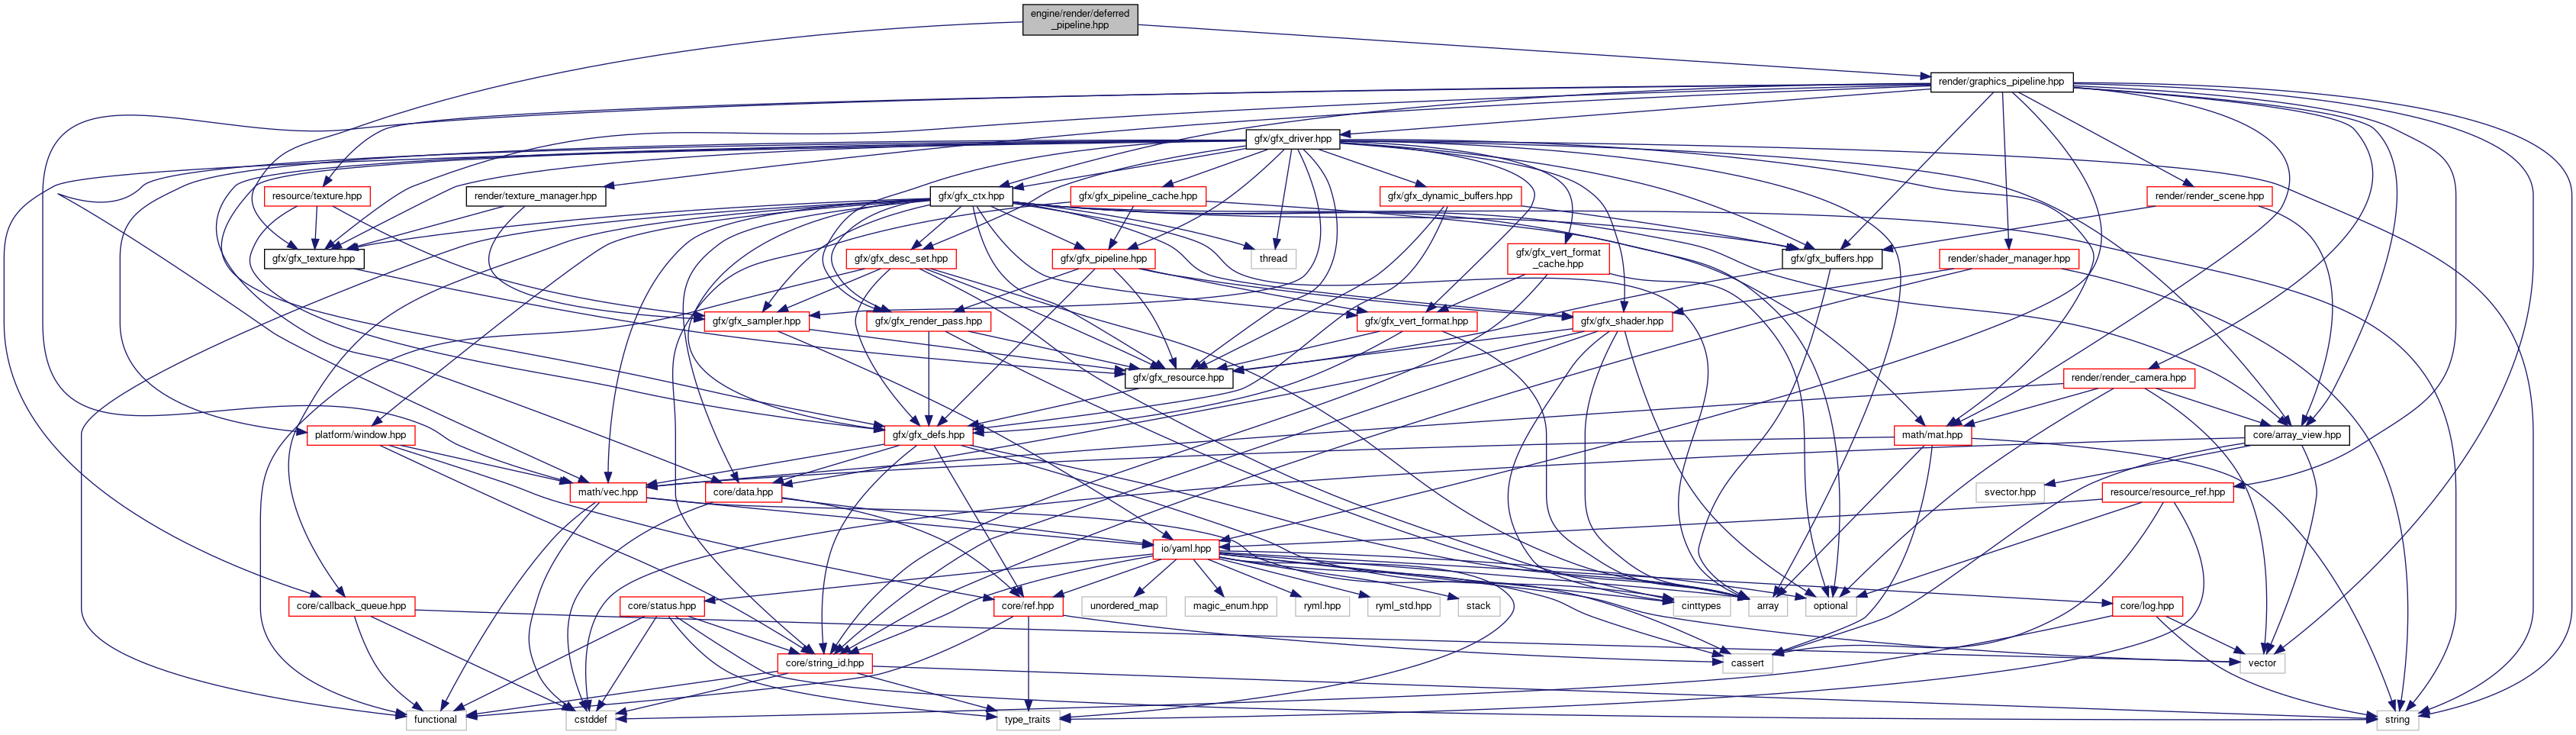 engine/render/deferred
_pipeline.hpp
render/graphics_pipeline.hpp
gfx/gfx_driver.hpp
resource/texture.hpp
render/texture_manager.hpp
gfx/gfx_ctx.hpp
gfx/gfx_pipeline_cache.hpp
gfx/gfx_dynamic_buffers.hpp
render/render_scene.hpp
gfx/gfx_texture.hpp
gfx/gfx_desc_set.hpp
gfx/gfx_pipeline.hpp
thread
gfx/gfx_vert_format
_cache.hpp
gfx/gfx_buffers.hpp
render/shader_manager.hpp
gfx/gfx_sampler.hpp
gfx/gfx_render_pass.hpp
gfx/gfx_vert_format.hpp
gfx/gfx_shader.hpp
gfx/gfx_resource.hpp
render/render_camera.hpp
platform/window.hpp
gfx/gfx_defs.hpp
math/mat.hpp
core/array_view.hpp
math/vec.hpp
core/data.hpp
svector.hpp
resource/resource_ref.hpp
io/yaml.hpp
core/callback_queue.hpp
core/status.hpp
core/ref.hpp
unordered_map
magic_enum.hpp
ryml.hpp
ryml_std.hpp
stack
cinttypes
array
optional
core/log.hpp
core/string_id.hpp
cassert
vector
functional
cstddef
type_traits
string